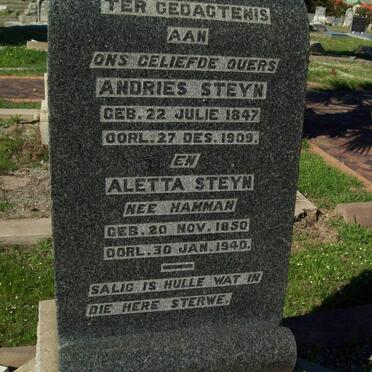 TER GEDAGTENIS
AAN
ONS GELIEFDE OUERS
ANDRIES STEYN
GEB. 22 JULIE 1847
OORL. 27 DES. 1909.
EN
ALETTA STEYN
NEE HAMMAN
GEB. 20 NOV. 1850
OORL. 30 JAN. 1940.
SALIG IS HULLE WAT IN
DIE HERE STERWE.